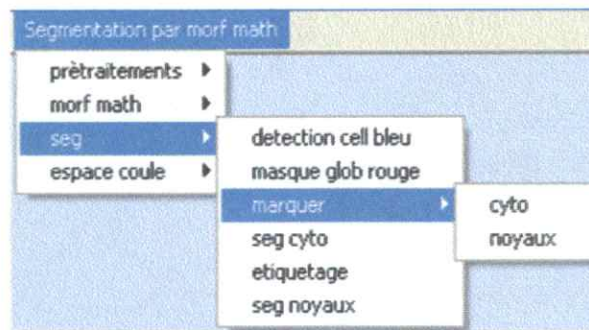 Segmentation par morf math
prètraitements
morf math
seg
espace coule
detection cell bleu
masque glob rouge
marquer
seg cyto
etiquetage
seg noyaux
cyto
noyaux